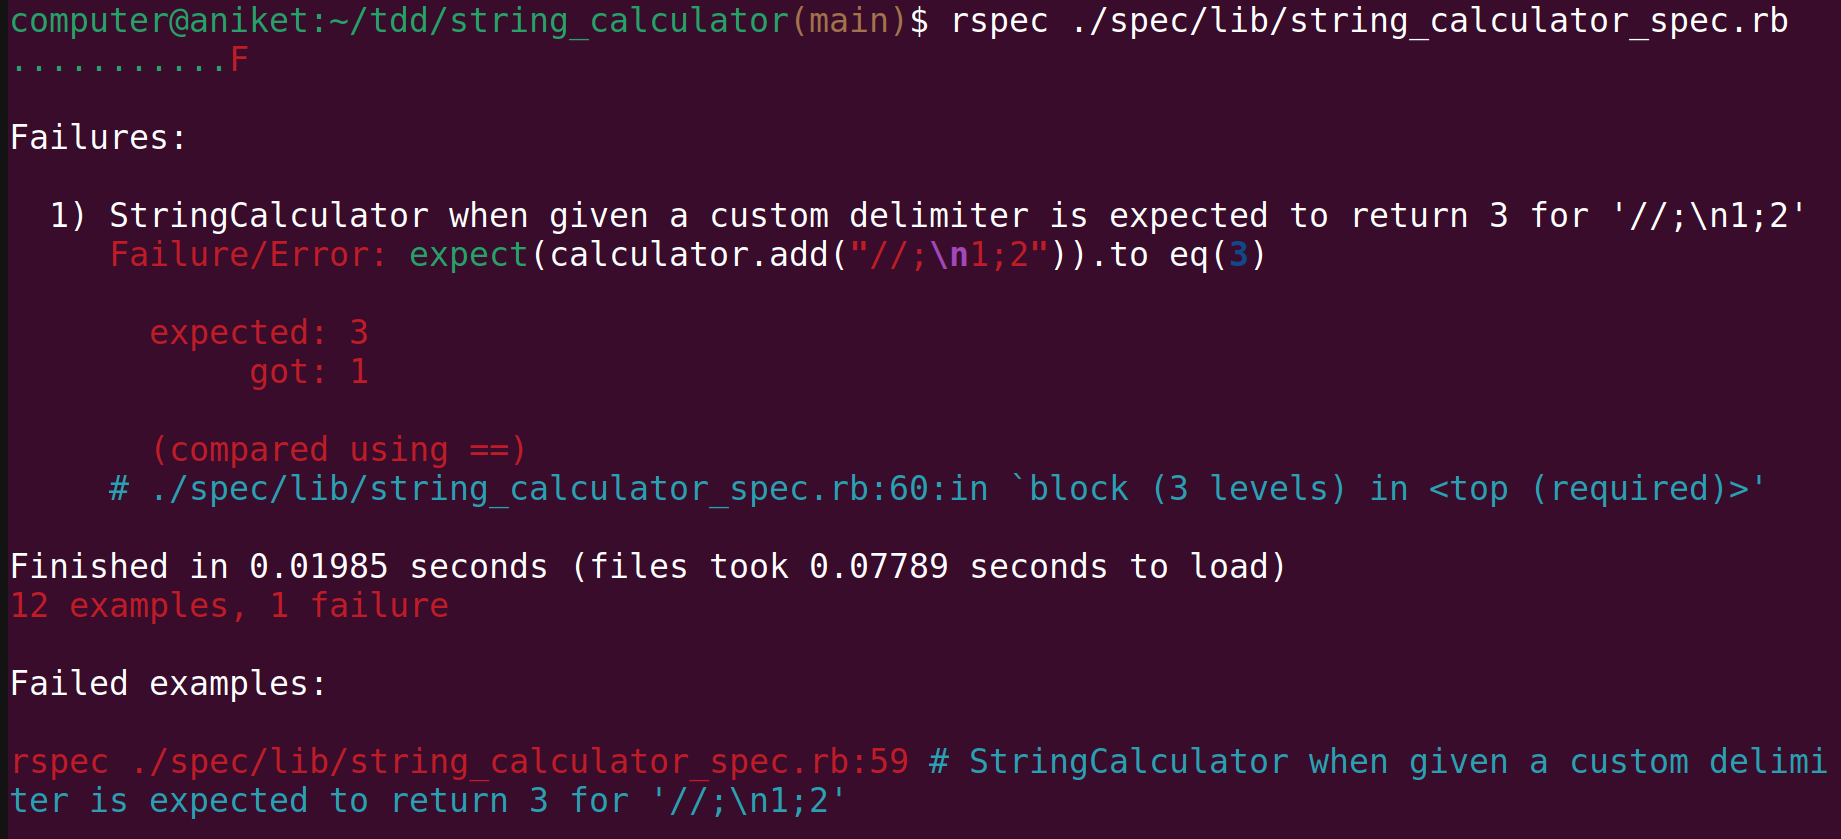 computer@aniket:~/tdd/string_calculator(main)$ rspec ./spec/lib/string_calculator_spec.rb
...........F
Failures:
1) StringCalculator when given a custom delimiter is expected to return 3 for '//;\n1;2'
Failure/Error: expect(calculator.add("//;\n1;2")).to eq(3)
expected: 3
got: 1
(compared using ==)
# ./spec/lib/string_calculator_spec.rb:60:in `block (3 levels) in <top (required)>'
Finished in 0.01985 seconds (files took 0.07789 seconds to load)
12 examples, 1 failure
Failed examples:
rspec ./spec/lib/string_calculator_spec.rb:59 # StringCalculator when given a custom delimi
ter is expected to return 3 for '//;\n1;2'